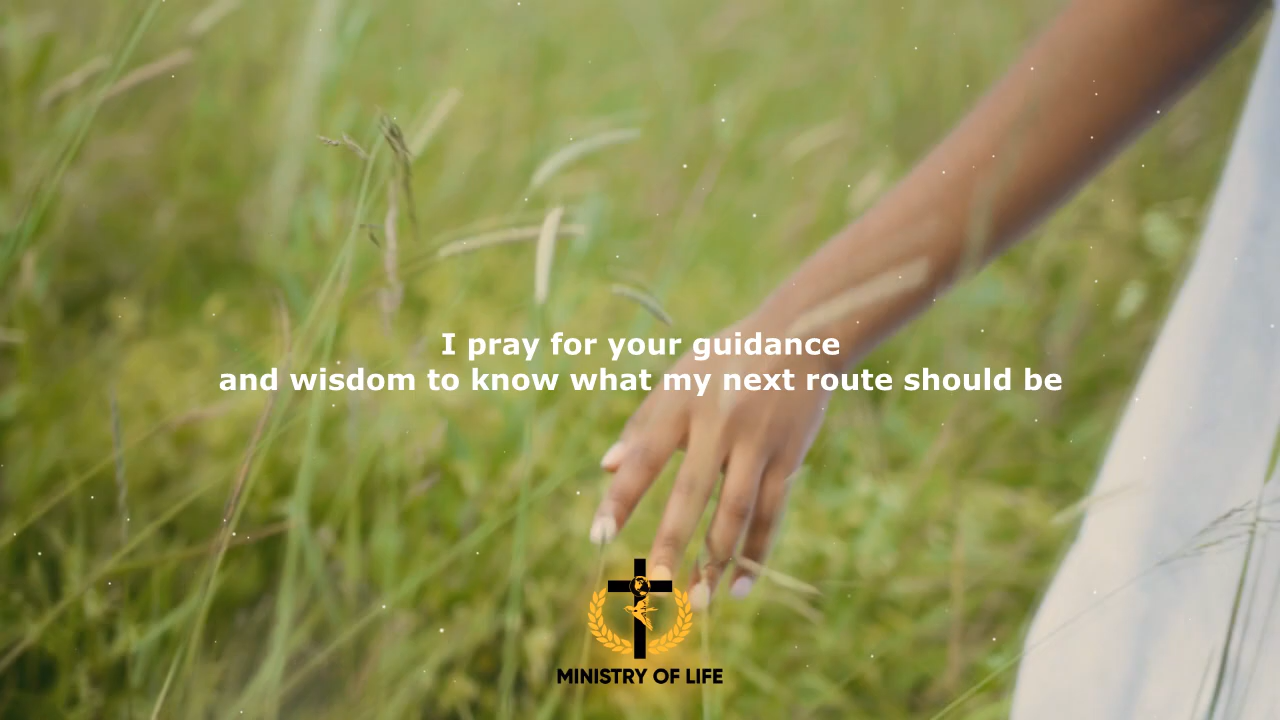 I pray for your guidance
and wisdom to know what my next route should be
MINISTRY OF LIFE